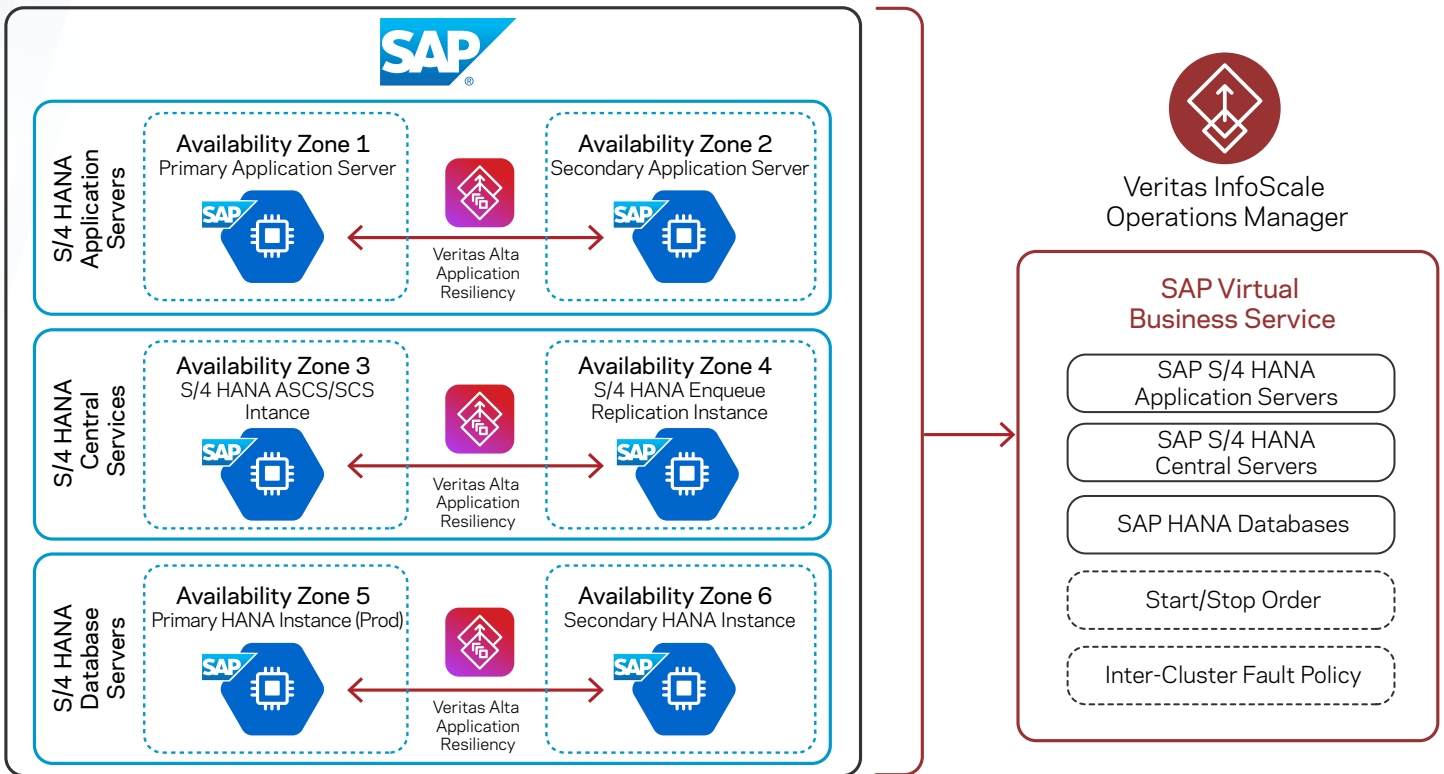 SAP
®
S/4 HANA
Application
Servers
Availability Zone 1
Primary Application Server
SAP
Veritas Alta
Application
Resiliency
Availability Zone 2
Secondary Application Server
SAP
S/4 HANA
Central
Services
Availability Zone 3
S/4 HANA ASCS/SCS
Intance
SAP
Veritas Alta
Application
Resiliency
Availability Zone 4
S/4 HANA Enqueue
Replication Instance
SAP
S/4 HANA
Database
Servers
Availability Zone 5
Primary HANA Instance (Prod)
SAP
Veritas Alta
Application
Resiliency
Availability Zone 6
Secondary HANA Instance
SAP
Veritas InfoScale
Operations Manager
SAP Virtual
Business Service
SAP S/4 HANA
Application Servers
SAP S/4 HANA
Central Servers
SAP HANA Databases
Start/Stop Order
Inter-Cluster Fault Policy